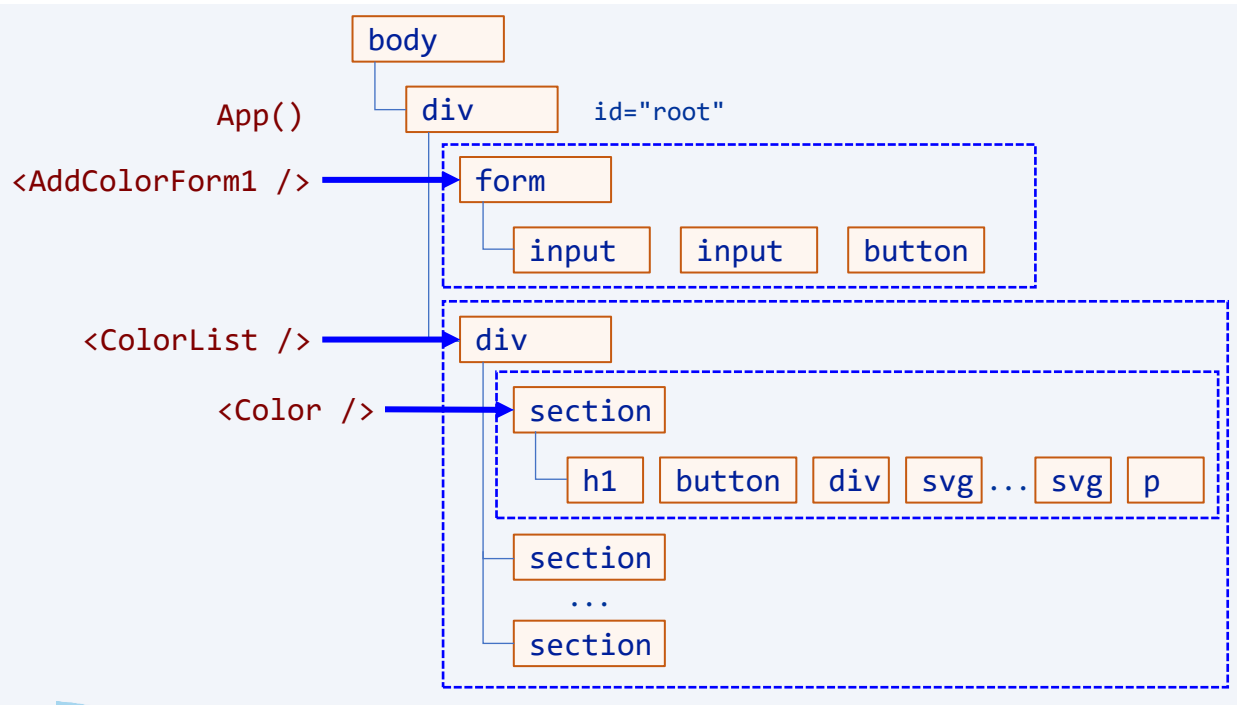 body
App() div id="root"
<AddColorForm1 /> form
input input button
<ColorList /> div
<Color /> section
h1 button div svg ... svg p
section
...
section